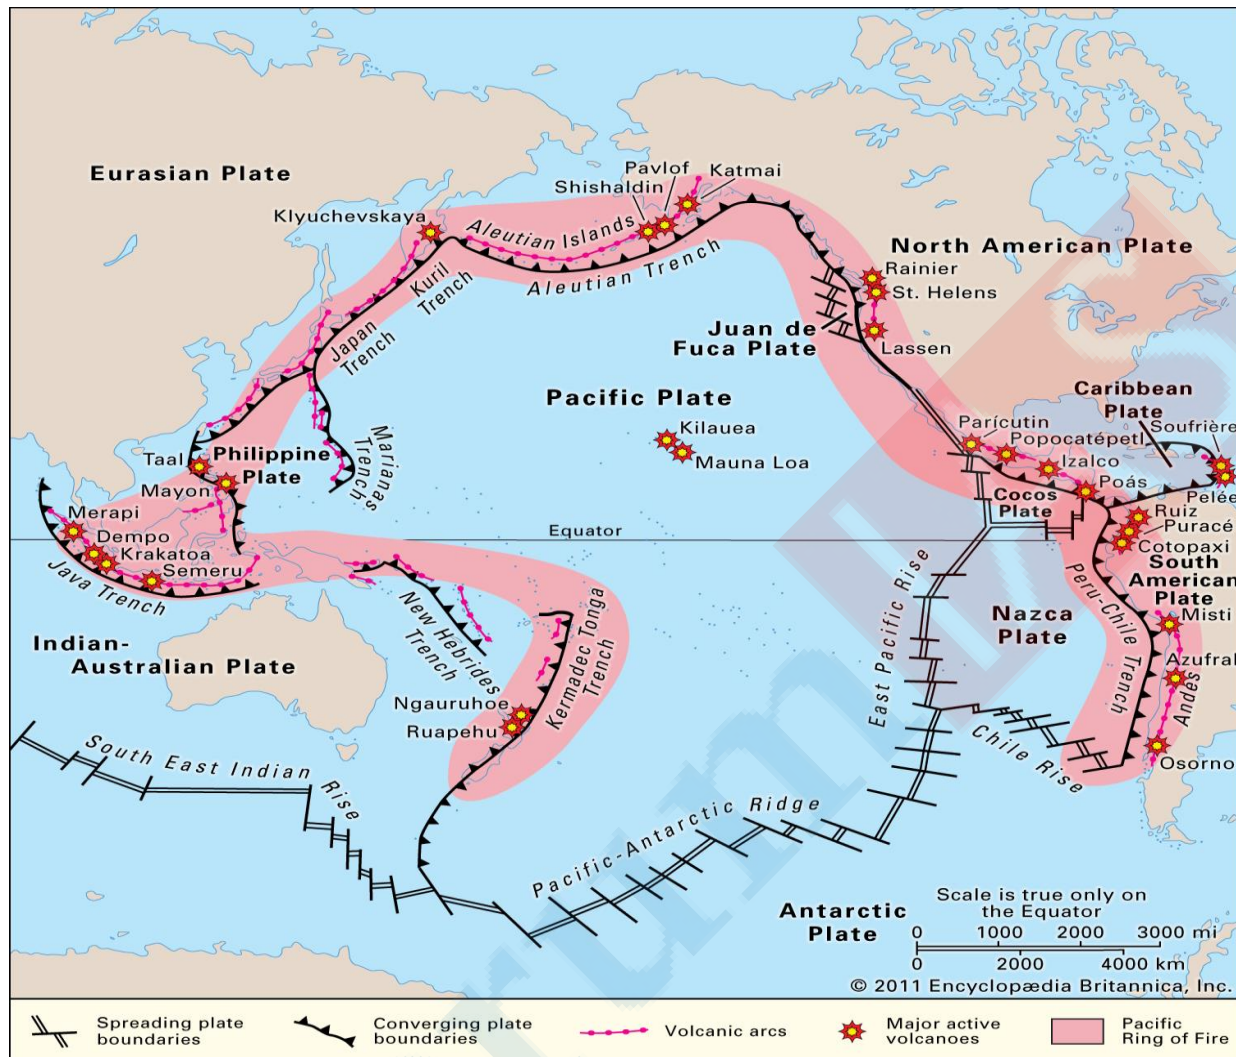 Eurasian Plate
Klyuchevskaya
Shishaldin
Pavlof
Katmai
Aleutian Islands
Aleutian Trench
Kuril
Trench
Japan
Trench
North American Plate
Rainier
St. Helens
Lassen
Juan de
Fuca Plate
Pacific Plate
Kilauea
Mauna Loa
Marianas
Trench
Philippine
Plate
Taal
Mayon
Merapi
Dempo
Krakatoa
Semeru
Java Trench
Equator
Caribbean
Plate
Soufrière
Parícutin
Popocatépetl
Izalco
Poás
Pelée
Cocos
Plate
Ruiz
Puracé
Cotopaxi
South
American
Plate
Misti
Azufral
Andes
Osorno
Peru-Chile
Trench
Nazca
Plate
East Pacific Rise
Chile Rise
Indian-
Australian Plate
New Hebrides
Trench
Kermadec Tonga
Trench
Ngauruhoe
Ruapehu
South East Indian
Rise
Pacific-Antarctic Ridge
Antarctic
Plate
Scale is true only on
the Equator
0 1000 2000 3000 mi
0 2000 4000 km
© 2011 Encyclopædia Britannica, Inc.
Spreading plate
boundaries
Converging plate
boundaries
Volcanic arcs
Major active
volcanoes
Pacific
Ring of Fire